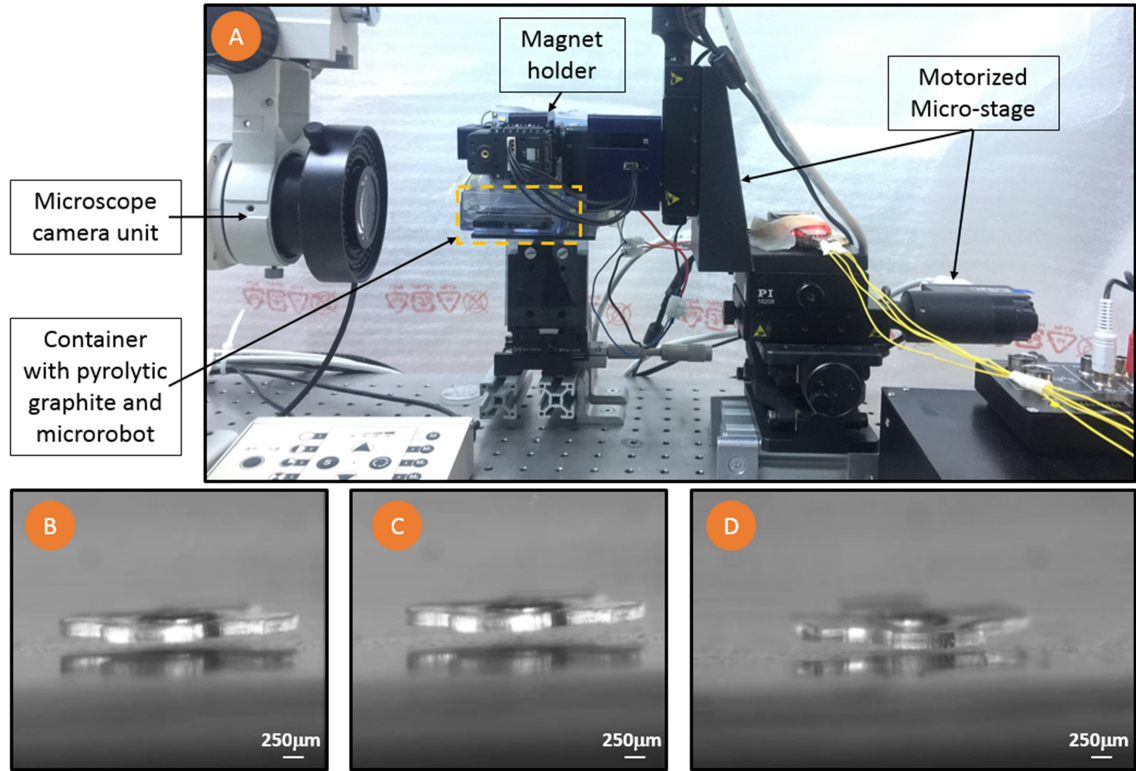 A
Magnet
holder
Motorized
Micro-stage
Microscope
camera unit
Container
with pyrolytic
graphite and
microrobot
PI
B
250μm
C
250μm
D
250μm